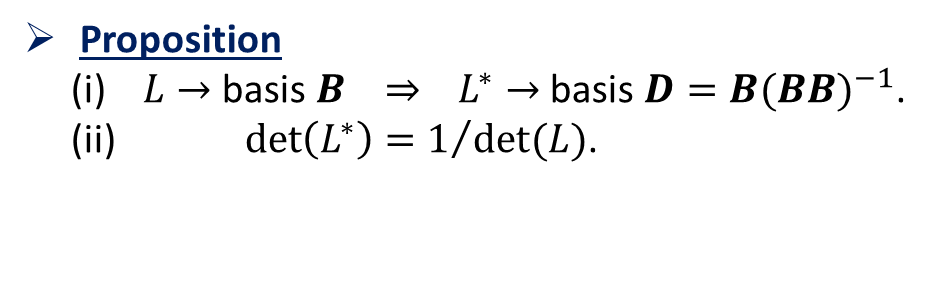 ➢ Proposition
(i) L → basis B ⇒ L* → basis D = B(BB)⁻¹.
(ii) det(L*) = 1/det(L).